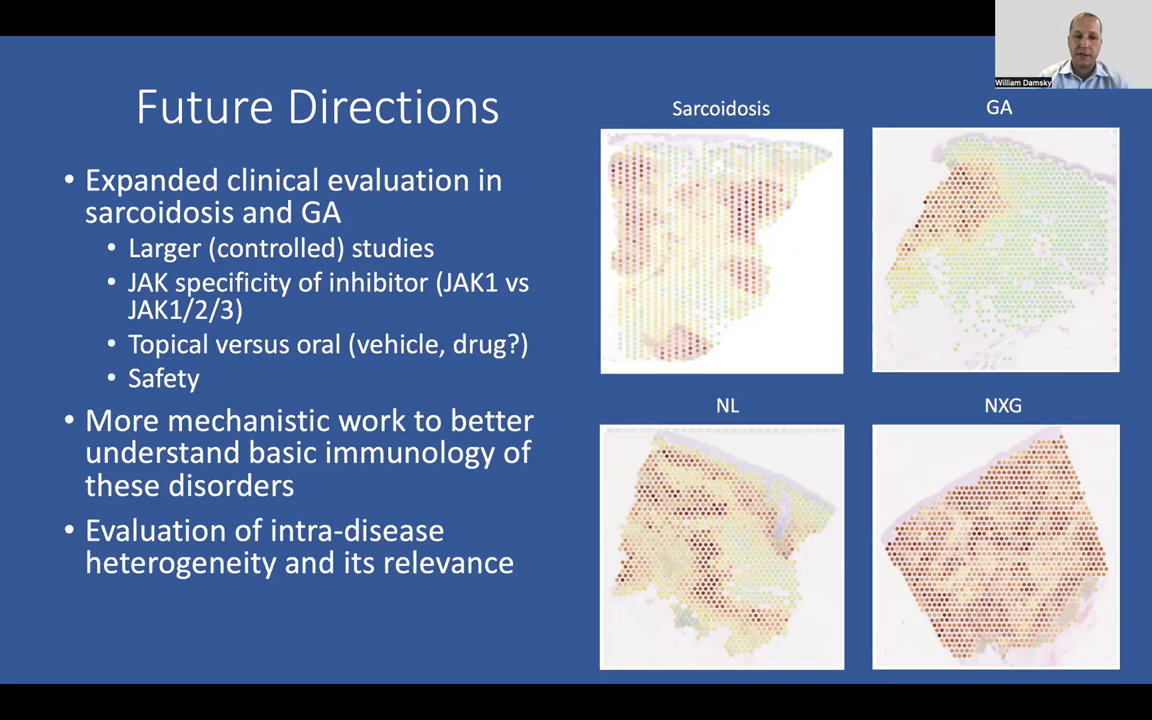 William Damsky
Future Directions
• Expanded clinical evaluation in
sarcoidosis and GA
• Larger (controlled) studies
• JAK specificity of inhibitor (JAK1 vs
JAK1/2/3)
• Topical versus oral (vehicle, drug?)
• Safety
• More mechanistic work to better
understand basic immunology of
these disorders
• Evaluation of intra-disease
heterogeneity and its relevance
Sarcoidosis
GA
NL
NXG